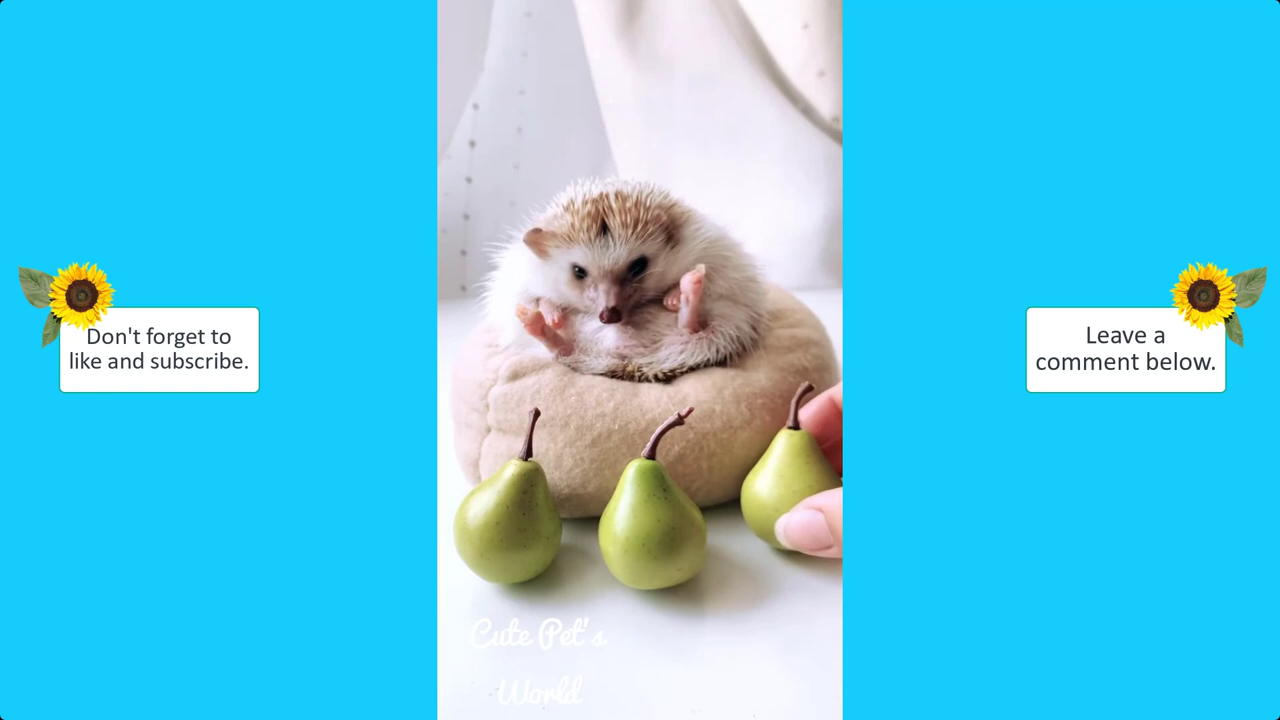 Don't forget to
like and subscribe.
Leave a
comment below.
Cute Pet's
World